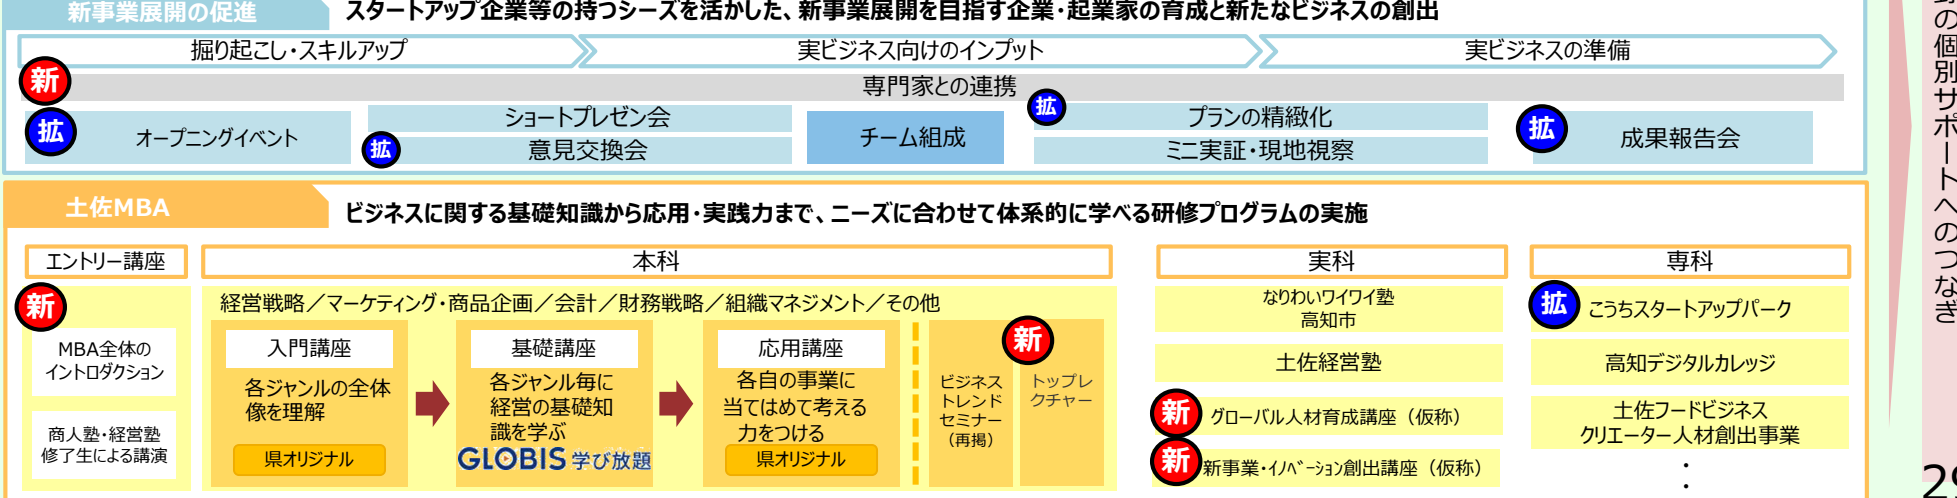 新事業展開の促進
スタートアップ企業等の持つシーズを活かした、新事業展開を目指す企業・起業家の育成と新たなビジネスの創出
掘り起こし・スキルアップ
実ビジネス向けのインプット
実ビジネスの準備
新
専門家との連携
拡
オープニングイベント
ショートプレゼン会
拡
意見交換会
チーム組成
拡
プランの精緻化
ミニ実証・現地視察
拡
成果報告会
土佐MBA
ビジネスに関する基礎知識から応用・実践力まで、ニーズに合わせて体系的に学べる研修プログラムの実施
エントリー講座
新
MBA全体の
イントロダクション
商人塾・経営塾
修了生による講演
本科
経営戦略／マーケティング・商品企画／会計／財務戦略／組織マネジメント／その他
入門講座
各ジャンルの全体
像を理解
県オリジナル
基礎講座
各ジャンル毎に
経営の基礎知
識を学ぶ
GLOBIS 学び放題
応用講座
各自の事業に
当てはめて考える
力をつける
県オリジナル
ビジネス
トレンド
セミナー
（再掲）
新
トップレ
クチャー
実科
なりわいワイワイ塾
高知市
土佐経営塾
新
グローバル人材育成講座（仮称）
新
新事業・ｲﾉﾍﾞｰｼｮﾝ創出講座（仮称）
専科
拡
こうちスタートアップパーク
高知デジタルカレッジ
土佐フードビジネス
クリエーター人材創出事業
・
・
の個別サポートへのつなぎ